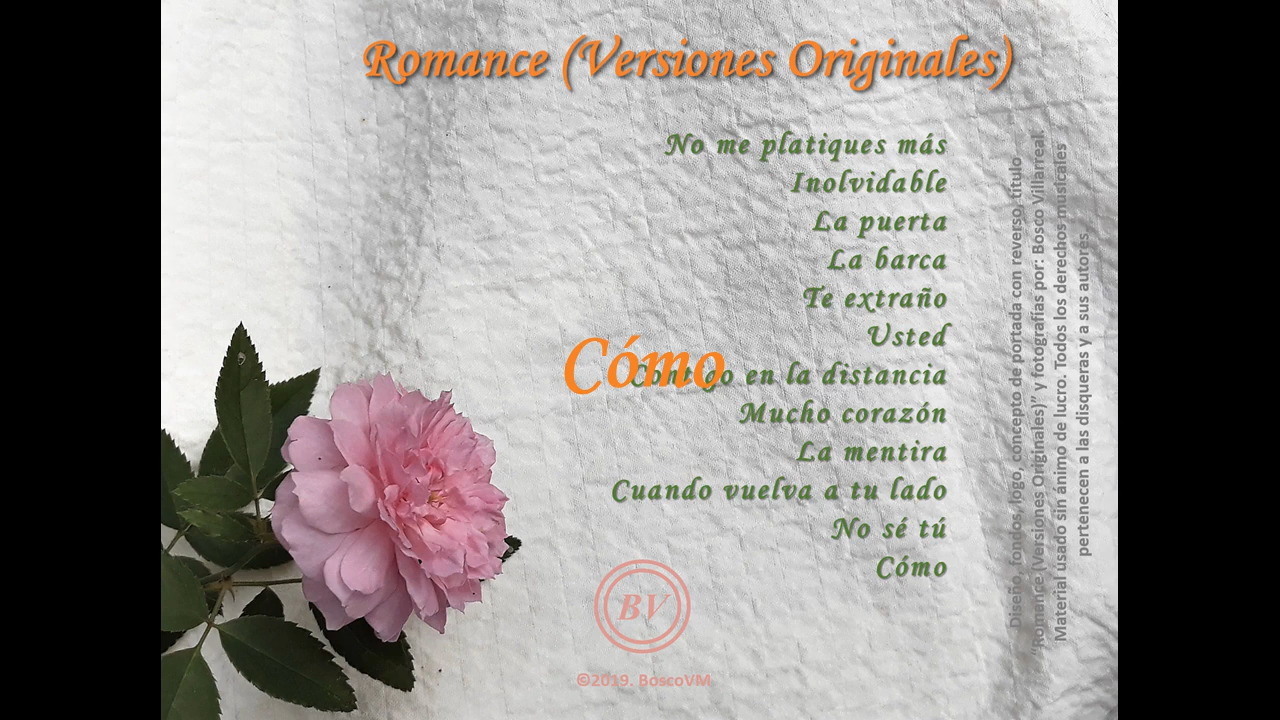 Romance (Versiones Originales)
No me platiques más
Inolvidable
La puerta
La barca
Te extraño
Usted
Cómo
Contigo en la distancia
Mucho corazón
La mentira
Cuando vuelva a tu lado
No sé tú
Cómo
BV
©2019. BoscoVM
Diseño, fondos, logo, concepto de portada con reverso, título
"Romance (Versiones Originales)" y fotografías por: Bosco Villarreal.
Material usado sin ánimo de lucro. Todos los derechos musicales
pertenecen a las disqueras y a sus autores